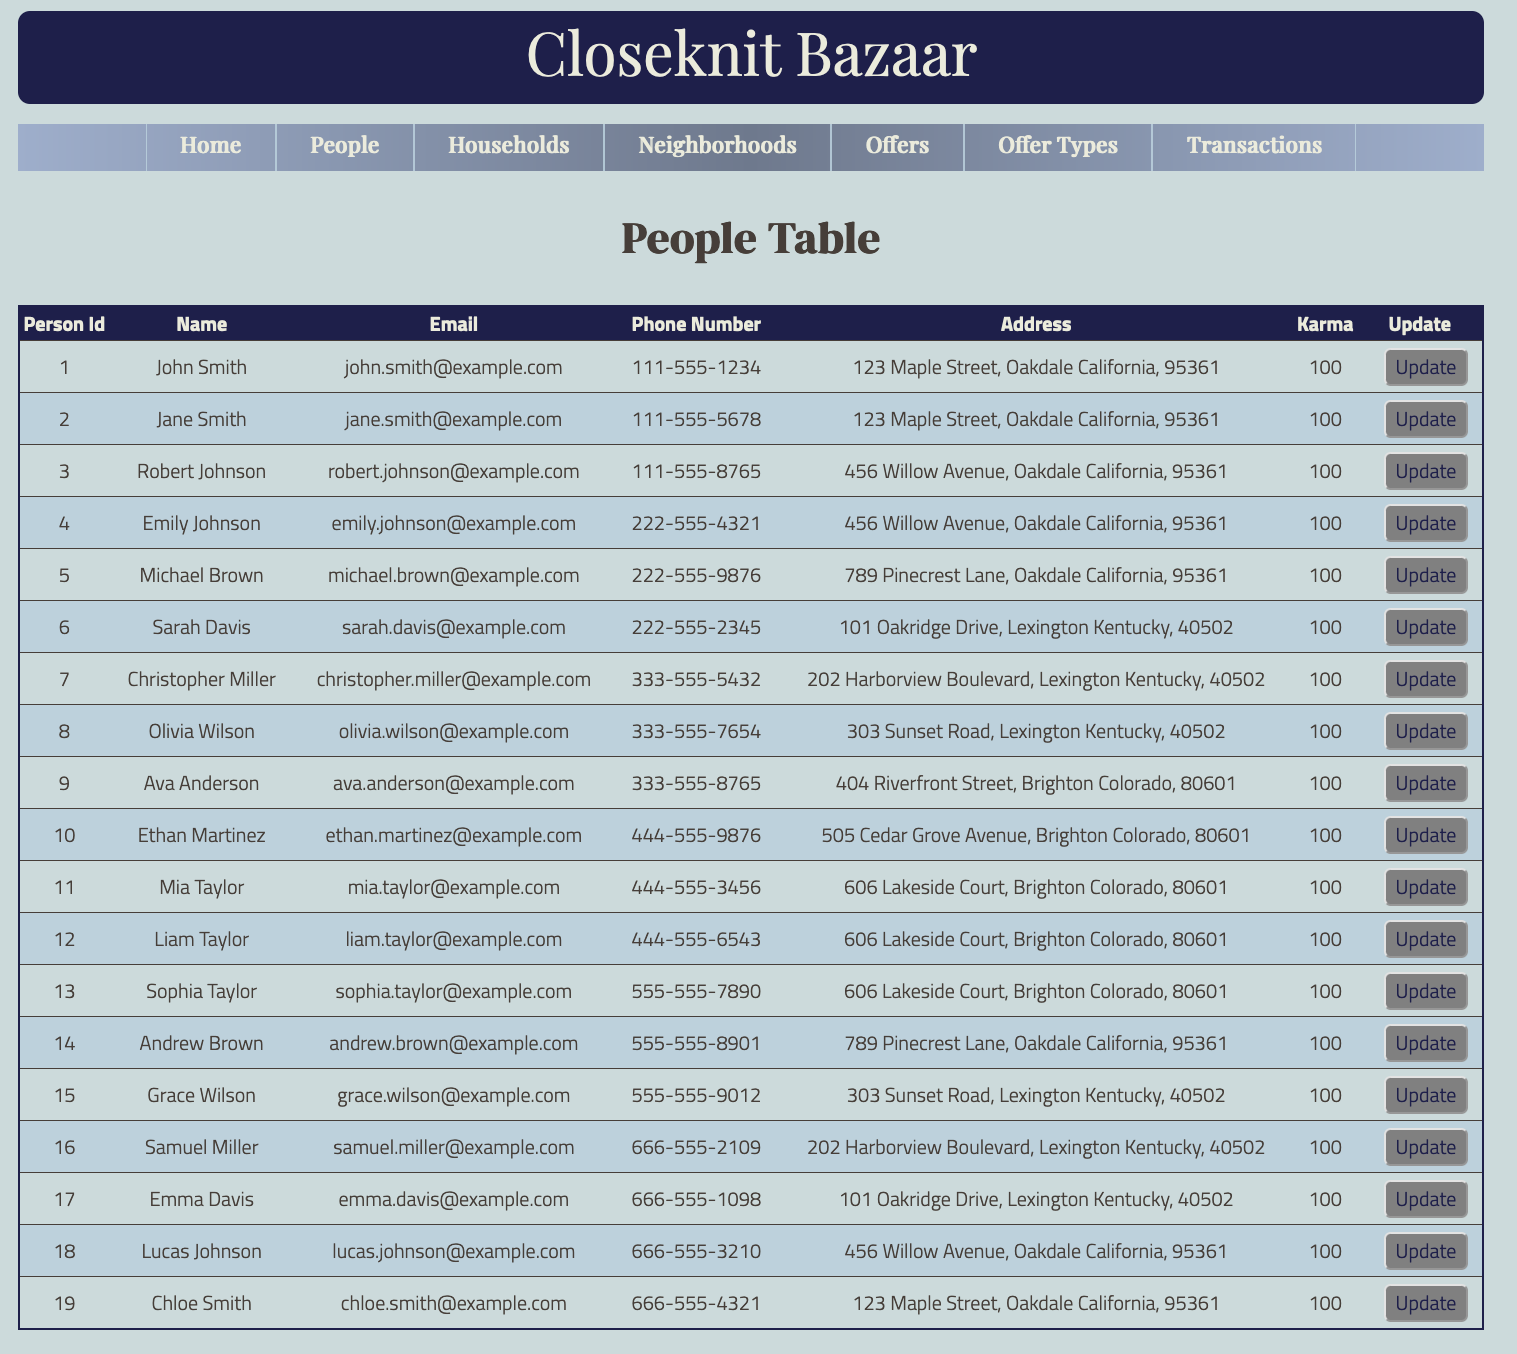 Closeknit Bazaar
Home People Households Neighborhoods Offers Offer Types Transactions
People Table
Person Id Name Email Phone Number Address Karma Update
1 John Smith john.smith@example.com 111-555-1234 123 Maple Street, Oakdale California, 95361 100 Update
2 Jane Smith jane.smith@example.com 111-555-5678 123 Maple Street, Oakdale California, 95361 100 Update
3 Robert Johnson robert.johnson@example.com 111-555-8765 456 Willow Avenue, Oakdale California, 95361 100 Update
4 Emily Johnson emily.johnson@example.com 222-555-4321 456 Willow Avenue, Oakdale California, 95361 100 Update
5 Michael Brown michael.brown@example.com 222-555-9876 789 Pinecrest Lane, Oakdale California, 95361 100 Update
6 Sarah Davis sarah.davis@example.com 222-555-2345 101 Oakridge Drive, Lexington Kentucky, 40502 100 Update
7 Christopher Miller christopher.miller@example.com 333-555-5432 202 Harborview Boulevard, Lexington Kentucky, 40502 100 Update
8 Olivia Wilson olivia.wilson@example.com 333-555-7654 303 Sunset Road, Lexington Kentucky, 40502 100 Update
9 Ava Anderson ava.anderson@example.com 333-555-8765 404 Riverfront Street, Brighton Colorado, 80601 100 Update
10 Ethan Martinez ethan.martinez@example.com 444-555-9876 505 Cedar Grove Avenue, Brighton Colorado, 80601 100 Update
11 Mia Taylor mia.taylor@example.com 444-555-3456 606 Lakeside Court, Brighton Colorado, 80601 100 Update
12 Liam Taylor liam.taylor@example.com 444-555-6543 606 Lakeside Court, Brighton Colorado, 80601 100 Update
13 Sophia Taylor sophia.taylor@example.com 555-555-7890 606 Lakeside Court, Brighton Colorado, 80601 100 Update
14 Andrew Brown andrew.brown@example.com 555-555-8901 789 Pinecrest Lane, Oakdale California, 95361 100 Update
15 Grace Wilson grace.wilson@example.com 555-555-9012 303 Sunset Road, Lexington Kentucky, 40502 100 Update
16 Samuel Miller samuel.miller@example.com 666-555-2109 202 Harborview Boulevard, Lexington Kentucky, 40502 100 Update
17 Emma Davis emma.davis@example.com 666-555-1098 101 Oakridge Drive, Lexington Kentucky, 40502 100 Update
18 Lucas Johnson lucas.johnson@example.com 666-555-3210 456 Willow Avenue, Oakdale California, 95361 100 Update
19 Chloe Smith chloe.smith@example.com 666-555-4321 123 Maple Street, Oakdale California, 95361 100 Update